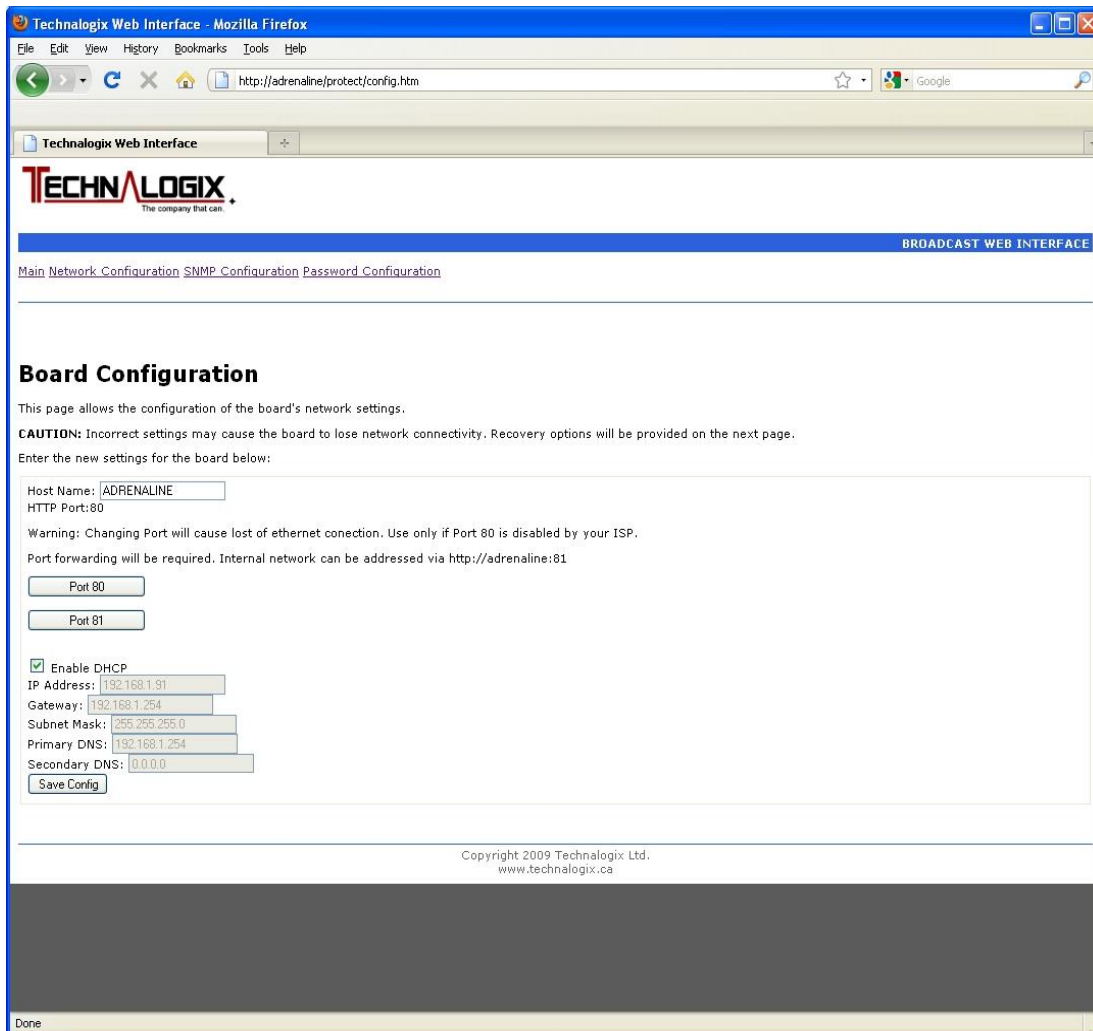 Technalogix Web Interface - Mozilla Firefox
File Edit View History Bookmarks Tools Help
http://adrenaline/protect/config.htm
Google
Technalogix Web Interface
TECHNALOGIX
The company that can.
BROADCAST WEB INTERFACE
Main Network Configuration SNMP Configuration Password Configuration
Board Configuration
This page allows the configuration of the board's network settings.
CAUTION: Incorrect settings may cause the board to lose network connectivity. Recovery options will be provided on the next page.
Enter the new settings for the board below:
Host Name: ADRENALINE
HTTP Port:80
Warning: Changing Port will cause lost of ethernet conection. Use only if Port 80 is disabled by your ISP.
Port forwarding will be required. Internal network can be addressed via http://adrenaline:81
Port 80
Port 81
Enable DHCP
IP Address: 192.168.1.91
Gateway: 192.168.1.254
Subnet Mask: 255.255.255.0
Primary DNS: 192.168.1.254
Secondary DNS: 0.0.0.0
Save Config
Copyright 2009 Technalogix Ltd.
www.technalogix.ca
Done